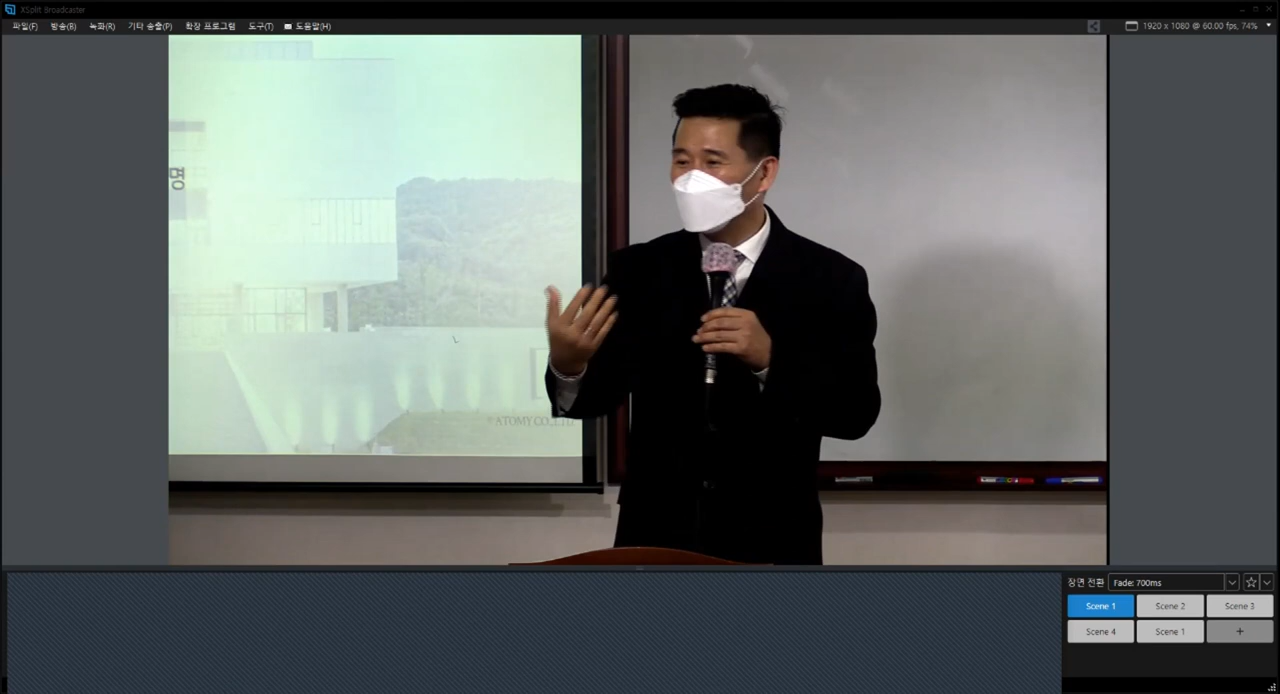 XSplit Broadcaster
파일(F) 방송(B) 녹화(R) 기타 송출(P) 확장 프로그램 도구(T) 도움말(H)
1920 x 1080 @ 60.00 fps, 74%
명
® ATOMY CO., LTD
장면 전환 Fade: 700ms
Scene 1 Scene 2 Scene 3
Scene 4 Scene 1 +